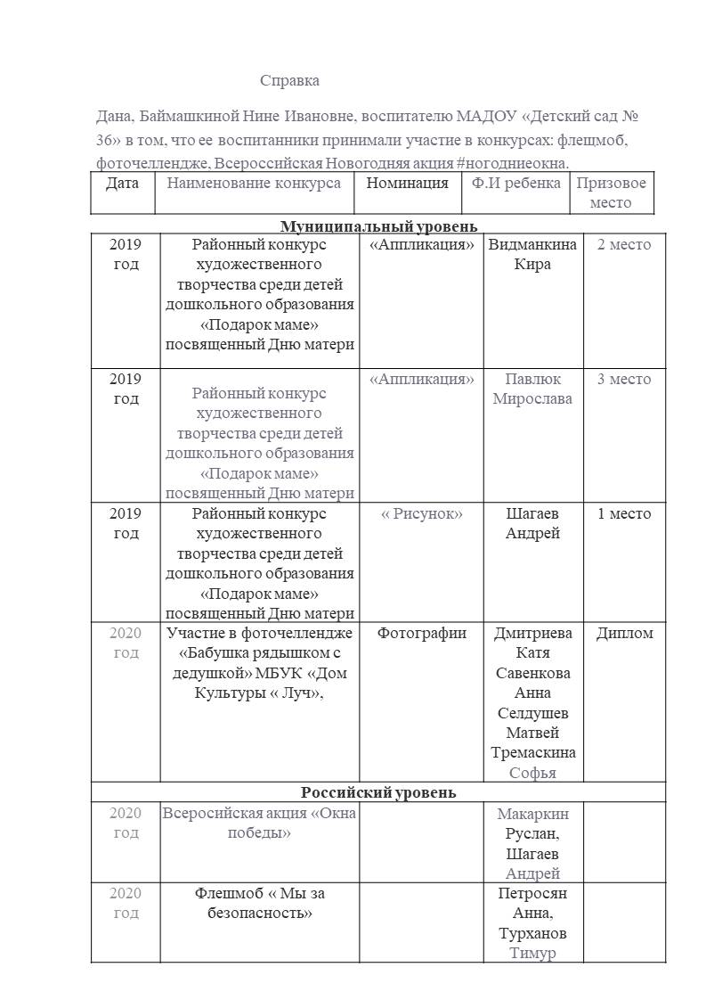 Справка
Дана, Баймашкиной Нине Ивановне, воспитателю МАДОУ «Детский сад №
36» в том, что ее воспитанники принимали участие в конкурсах: флещмоб,
фоточеллендже, Всероссийская Новогодняя акция #ногодниеокна.
Дата Наименование конкурса Номинация Ф.И ребенка Призовое
место
Муниципальный уровень
2019 Районный конкурс «Аппликация» Видманкина 2 место
год художественного Кира
творчества среди детей
дошкольного образования
«Подарок маме»
посвященный Дню матери
2019 «Аппликация» Павлюк 3 место
год Районный конкурс Мирослава
художественного
творчества среди детей
дошкольного образования
«Подарок маме»
посвященный Дню матери
2019 Районный конкурс « Рисунок» Шагаев 1 место
год художественного Андрей
творчества среди детей
дошкольного образования
«Подарок маме»
посвященный Дню матери
2020 Участие в фоточеллендже Фотографии Дмитриева Диплом
год «Бабушка рядышком с Катя
дедушкой» МБУК «Дом Савенкова
Культуры « Луч», Анна
Селдушев
Матвей
Тремаскина
Софья
Российский уровень
2020 Всеросийская акция «Окна Макаркин
год победы» Руслан,
Шагаев
Андрей
2020 Флешмоб « Мы за Петросян
год безопасность» Анна,
Турханов
Тимур